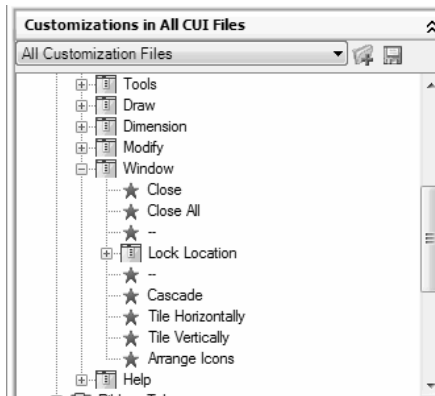 Customizations in All CUI Files
All Customization Files
Tools
Draw
Dimension
Modify
Window
Close
Close All
--
Lock Location
--
Cascade
Tile Horizontally
Tile Vertically
Arrange Icons
Help